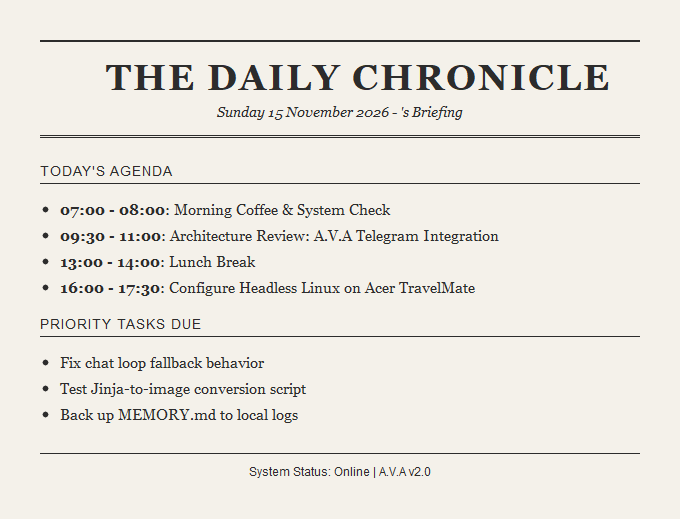 THE DAILY CHRONICLE
Sunday 15 November 2026 - 's Briefing
TODAY'S AGENDA
07:00 - 08:00: Morning Coffee & System Check
09:30 - 11:00: Architecture Review: A.V.A Telegram Integration
13:00 - 14:00: Lunch Break
16:00 - 17:30: Configure Headless Linux on Acer TravelMate
PRIORITY TASKS DUE
Fix chat loop fallback behavior
Test Jinja-to-image conversion script
Back up MEMORY.md to local logs
System Status: Online | A.V.A v2.0